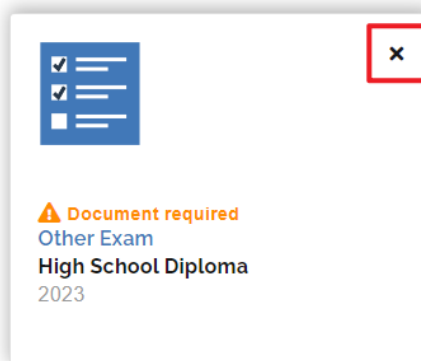 Document required
Other Exam
High School Diploma
2023